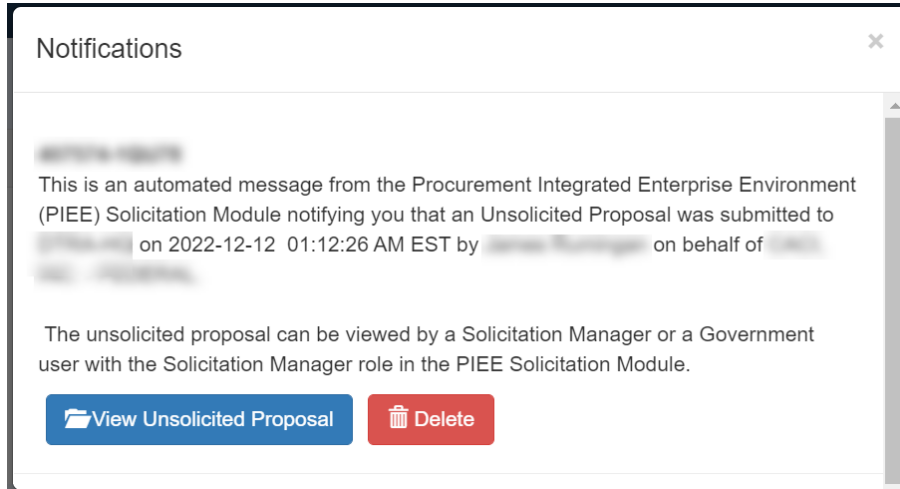 Notifications
×
This is an automated message from the Procurement Integrated Enterprise Environment
(PIEE) Solicitation Module notifying you that an Unsolicited Proposal was submitted to
on 2022-12-12 01:12:26 AM EST by on behalf of
The unsolicited proposal can be viewed by a Solicitation Manager or a Government
user with the Solicitation Manager role in the PIEE Solicitation Module.
View Unsolicited Proposal Delete